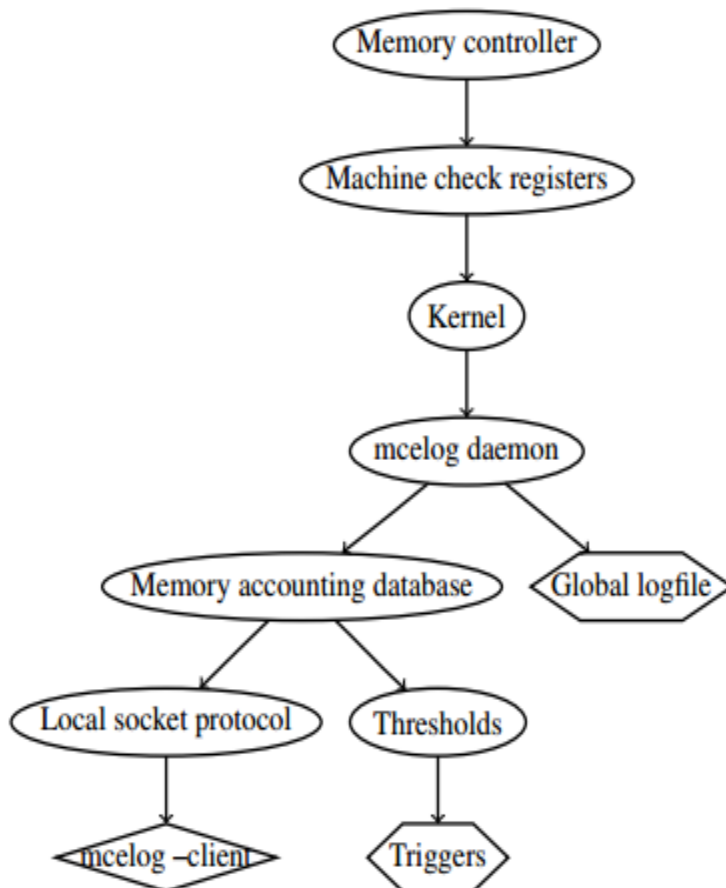 Memory controller
Machine check registers
Kernel
mcelog daemon
Memory accounting database
Global logfile
Local socket protocol
Thresholds
mcelog –client
Triggers